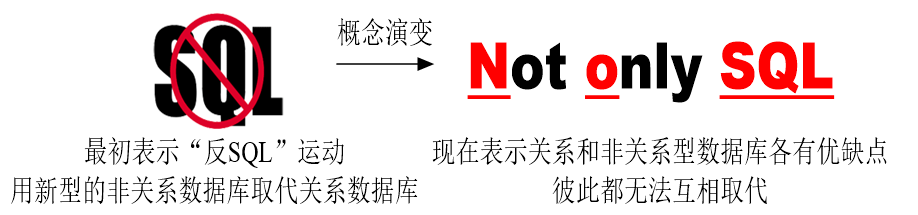 SQL
最初表示“反SQL”运动
用新型的非关系数据库取代关系数据库
概念演变
Not only SQL
现在表示关系和非关系型数据库各有优缺点
彼此都无法互相取代